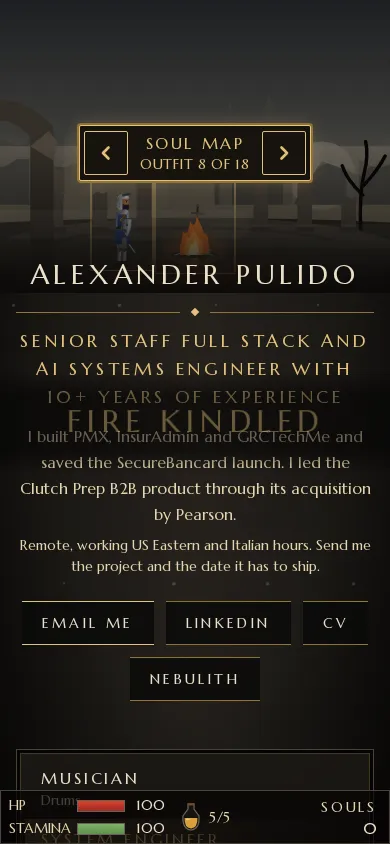 SOUL MAP
OUTFIT 8 OF 18
ALEXANDER PULIDO
SENIOR STAFF FULL STACK AND
AI SYSTEMS ENGINEER WITH
10+ YEARS OF EXPERIENCE
FIRE KINDLED
I built PMX, InsurAdmin and GRCTechMe and
saved the SecureBancard launch. I led the
Clutch Prep B2B product through its acquisition
by Pearson.
Remote, working US Eastern and Italian hours. Send me
the project and the date it has to ship.
EMAIL ME
LINKEDIN
CV
NEBULITH
MUSICIAN
Drums
HP 100
5/5
SOULS
STAMINA 100
0
SYSTEM ENGINEER